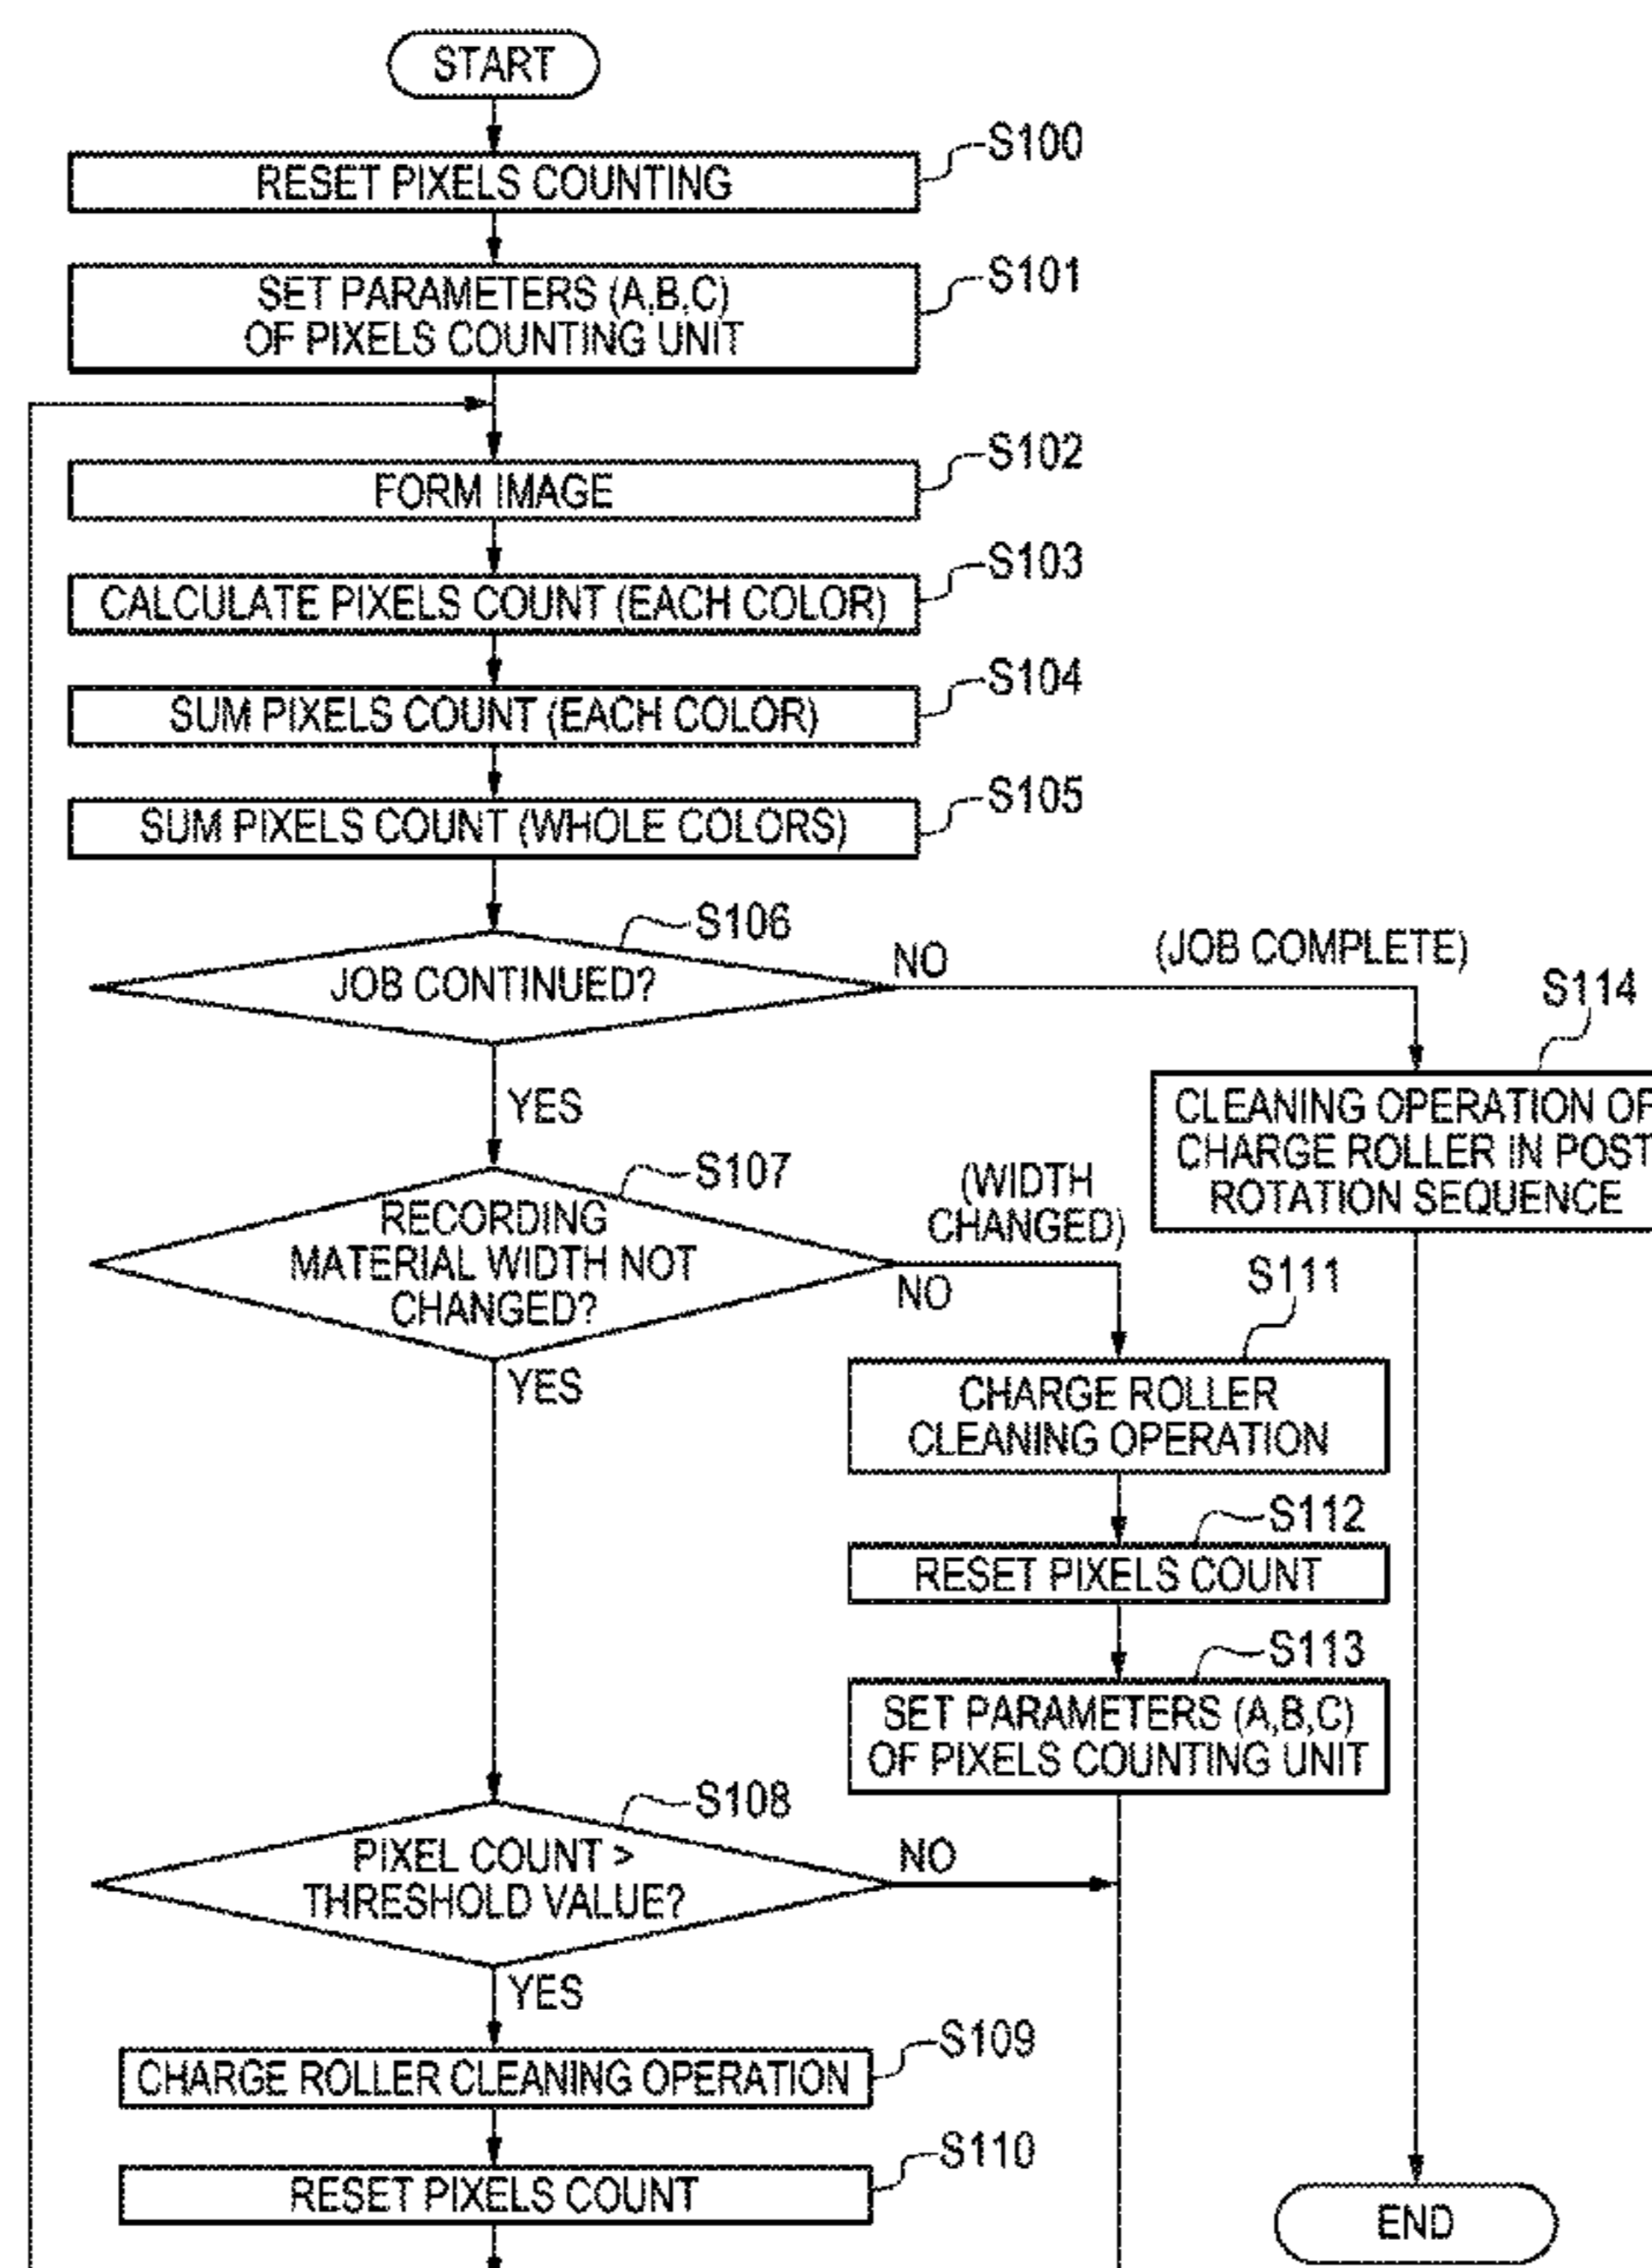 START
S100
RESET PIXELS COUNTING
S101
SET PARAMETERS (A,B,C)
OF PIXELS COUNTING UNIT
S102
FORM IMAGE
S103
CALCULATE PIXELS COUNT (EACH COLOR)
S104
SUM PIXELS COUNT (EACH COLOR)
S105
SUM PIXELS COUNT (WHOLE COLORS)
S106
JOB CONTINUED?
NO
(JOB COMPLETE)
S114
CLEANING OPERATION OF
CHARGE ROLLER IN POST
ROTATION SEQUENCE
YES
S107
RECORDING
MATERIAL WIDTH NOT
CHANGED?
(WIDTH
CHANGED)
NO
YES
S111
CHARGE ROLLER
CLEANING OPERATION
S112
RESET PIXELS COUNT
S113
SET PARAMETERS (A,B,C)
OF PIXELS COUNTING UNIT
S108
PIXEL COUNT >
THRESHOLD VALUE?
NO
YES
S109
CHARGE ROLLER CLEANING OPERATION
S110
RESET PIXELS COUNT
END